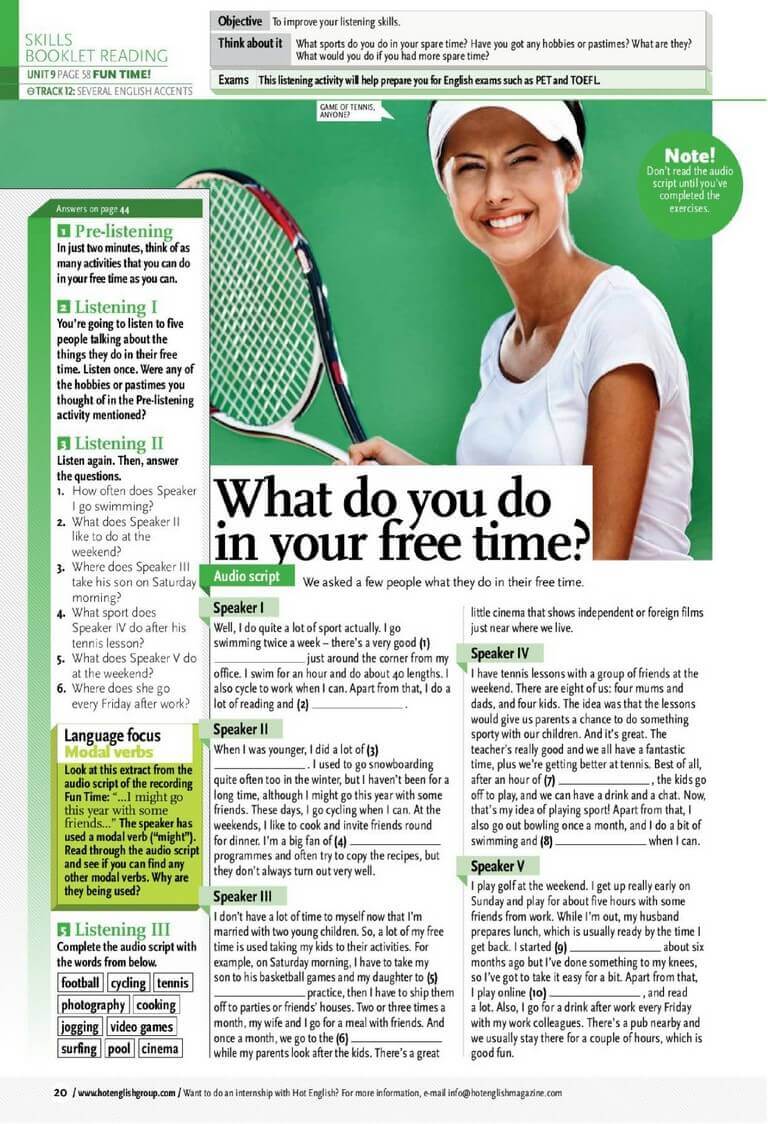 SKILLS
BOOKLET READING
UNIT 9 PAGE 58 FUN TIME!
TRACK 12: SEVERAL ENGLISH ACCENTS
Objective To improve your listening skills.
Think about it What sports do you do in your spare time? Have you got any hobbies or pastimes? What are they?
What would you do if you had more spare time?
Exams This listening activity will help prepare you for English exams such as PET and TOEFL.
GAME OF TENNIS,
ANYONE?
Note!
Don't read the audio
script until you've
completed the
exercises.
Answers on page 44
1 Pre-listening
In just two minutes, think of as
many activities that you can do
in your free time as you can.
2 Listening I
You're going to listen to five
people talking about the
things they do in their free
time. Listen once. Were any of
the hobbies or pastimes you
thought of in the Pre-listening
activity mentioned?
3 Listening II
Listen again. Then, answer
the questions.
1. How often does Speaker
I go swimming?
2. What does Speaker II
like to do at the
weekend?
3. Where does Speaker III
take his son on Saturday
morning?
4. What sport does
Speaker IV do after his
tennis lesson?
5. What does Speaker V do
at the weekend?
6. Where does she go
every Friday after work?
Language focus
Modal verbs
Look at this extract from the
audio script of the recording
Fun Time: "...I might go
this year with some
friends..." The speaker has
used a modal verb ("might").
Read through the audio script
and see if you can find any
other modal verbs. Why are
they being used?
5 Listening III
Complete the audio script with
the words from below.
football cycling tennis
photography cooking
jogging video games
surfing pool cinema
What do you do
in your free time?
Audio script We asked a few people what they do in their free time.
Speaker I
Well, I do quite a lot of sport actually. I go
swimming twice a week – there's a very good (1)
____________ just around the corner from my
office. I swim for an hour and do about 40 lengths. I
also cycle to work when I can. Apart from that, I do a
lot of reading and (2) ____________ .
Speaker II
When I was younger, I did a lot of (3)
____________ . I used to go snowboarding
quite often too in the winter, but I haven't been for a
long time, although I might go this year with some
friends. These days, I go cycling when I can. At the
weekends, I like to cook and invite friends round
for dinner. I'm a big fan of (4) ____________
programmes and often try to copy the recipes, but
they don't always turn out very well.
Speaker III
I don't have a lot of time to myself now that I'm
married with two young children. So, a lot of my free
time is used taking my kids to their activities. For
example, on Saturday morning, I have to take my
son to his basketball games and my daughter to (5)
____________ practice, then I have to ship them
off to parties or friends' houses. Two or three times a
month, my wife and I go for a meal with friends. And
once a month, we go to the (6) ____________
while my parents look after the kids. There's a great
little cinema that shows independent or foreign films
just near where we live.
Speaker IV
I have tennis lessons with a group of friends at the
weekend. There are eight of us: four mums and
dads, and four kids. The idea was that the lessons
would give us parents a chance to do something
sporty with our children. And it's great. The
teacher's really good and we all have a fantastic
time, plus we're getting better at tennis. Best of all,
after an hour of (7) ____________ , the kids go
off to play, and we can have a drink and a chat. Now,
that's my idea of playing sport! Apart from that, I
also go out bowling once a month, and I do a bit of
swimming and (8) ____________ when I can.
Speaker V
I play golf at the weekend. I get up really early on
Sunday and play for about five hours with some
friends from work. While I'm out, my husband
prepares lunch, which is usually ready by the time I
get back. I started (9) ____________ about six
months ago but I've done something to my knees,
so I've got to take it easy for a bit. Apart from that,
I play online (10) ____________ , and read
a lot. Also, I go for a drink after work every Friday
with my work colleagues. There's a pub nearby and
we usually stay there for a couple of hours, which is
good fun.
20 / www.hotenglishgroup.com / Want to do an internship with Hot English? For more information, e-mail info@hotenglishmagazine.com